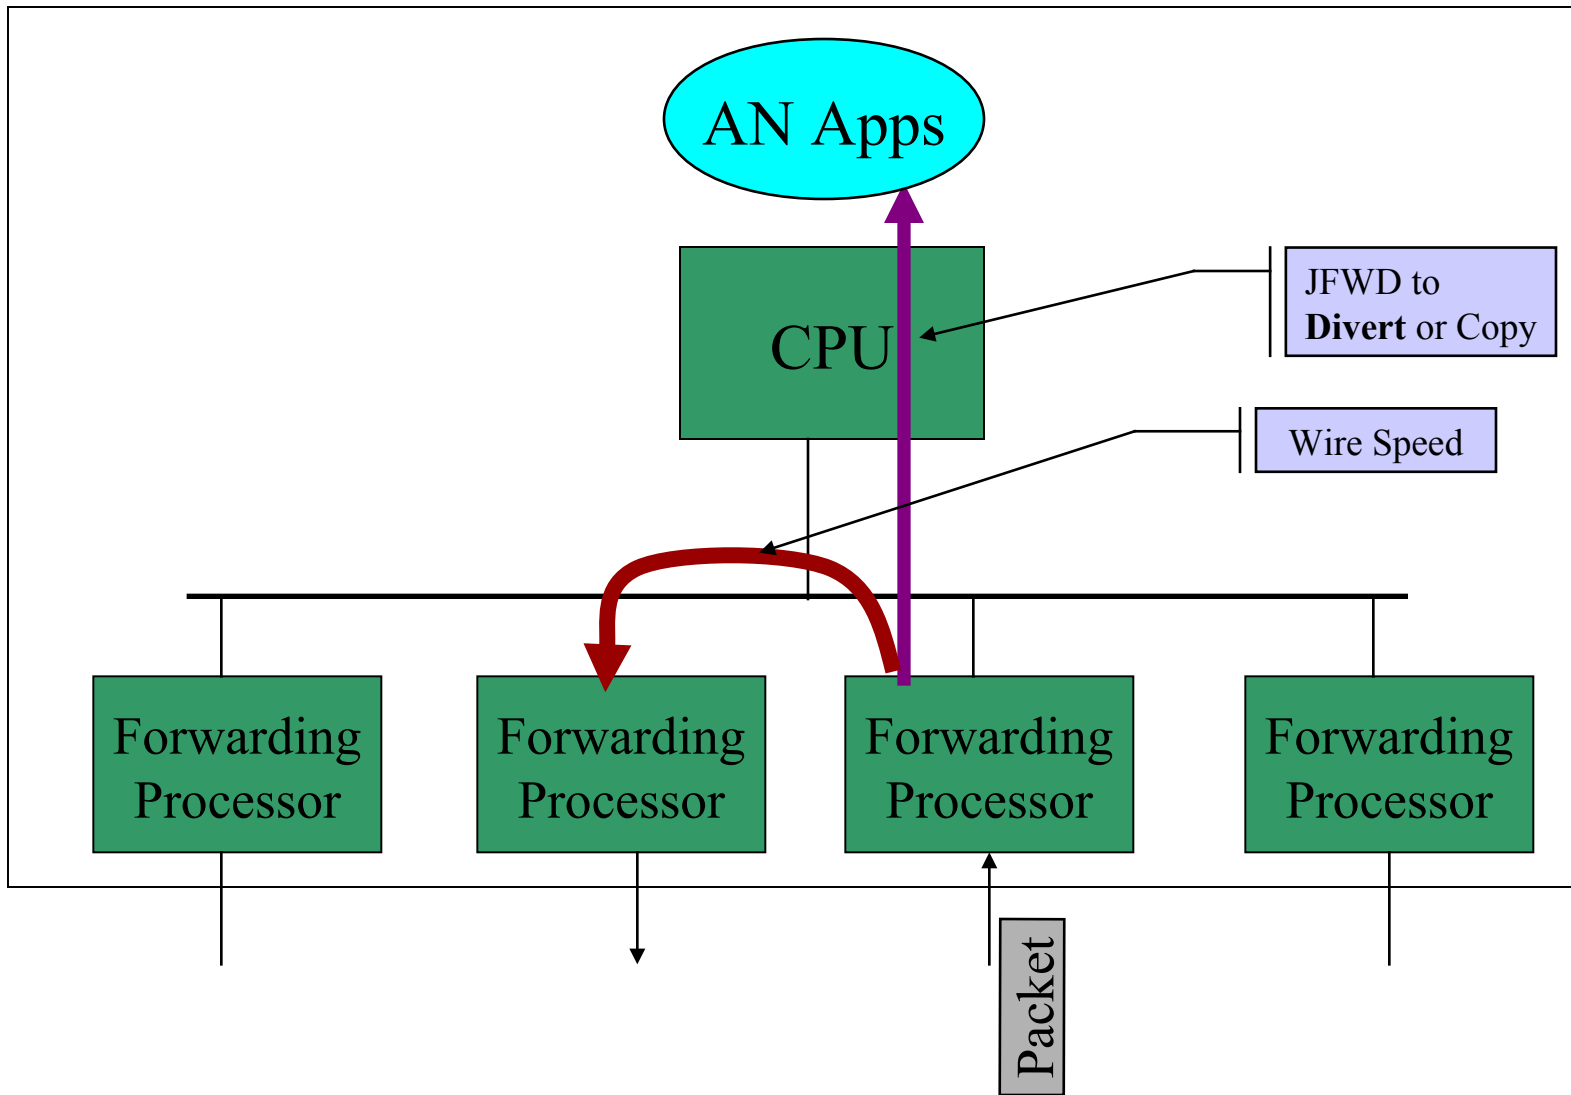 AN Apps
CPU
JFWD to
Divert or Copy
Wire Speed
Forwarding
Processor
Forwarding
Processor
Forwarding
Processor
Forwarding
Processor
Packet